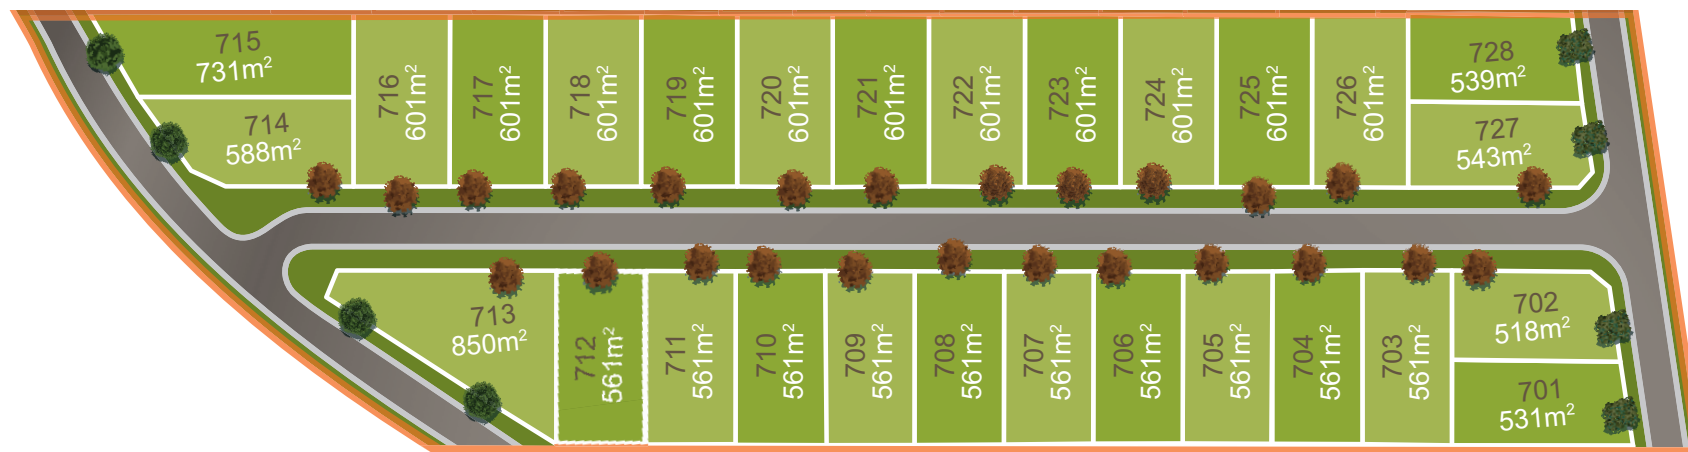 715
731m²
714
588m²
716
601m²
717
601m²
718
601m²
719
601m²
720
601m²
721
601m²
722
601m²
723
601m²
724
601m²
725
601m²
726
601m²
728
539m²
727
543m²
713
850m²
712
561m²
711
561m²
710
561m²
709
561m²
708
561m²
707
561m²
706
561m²
705
561m²
704
561m²
703
561m²
702
518m²
701
531m²